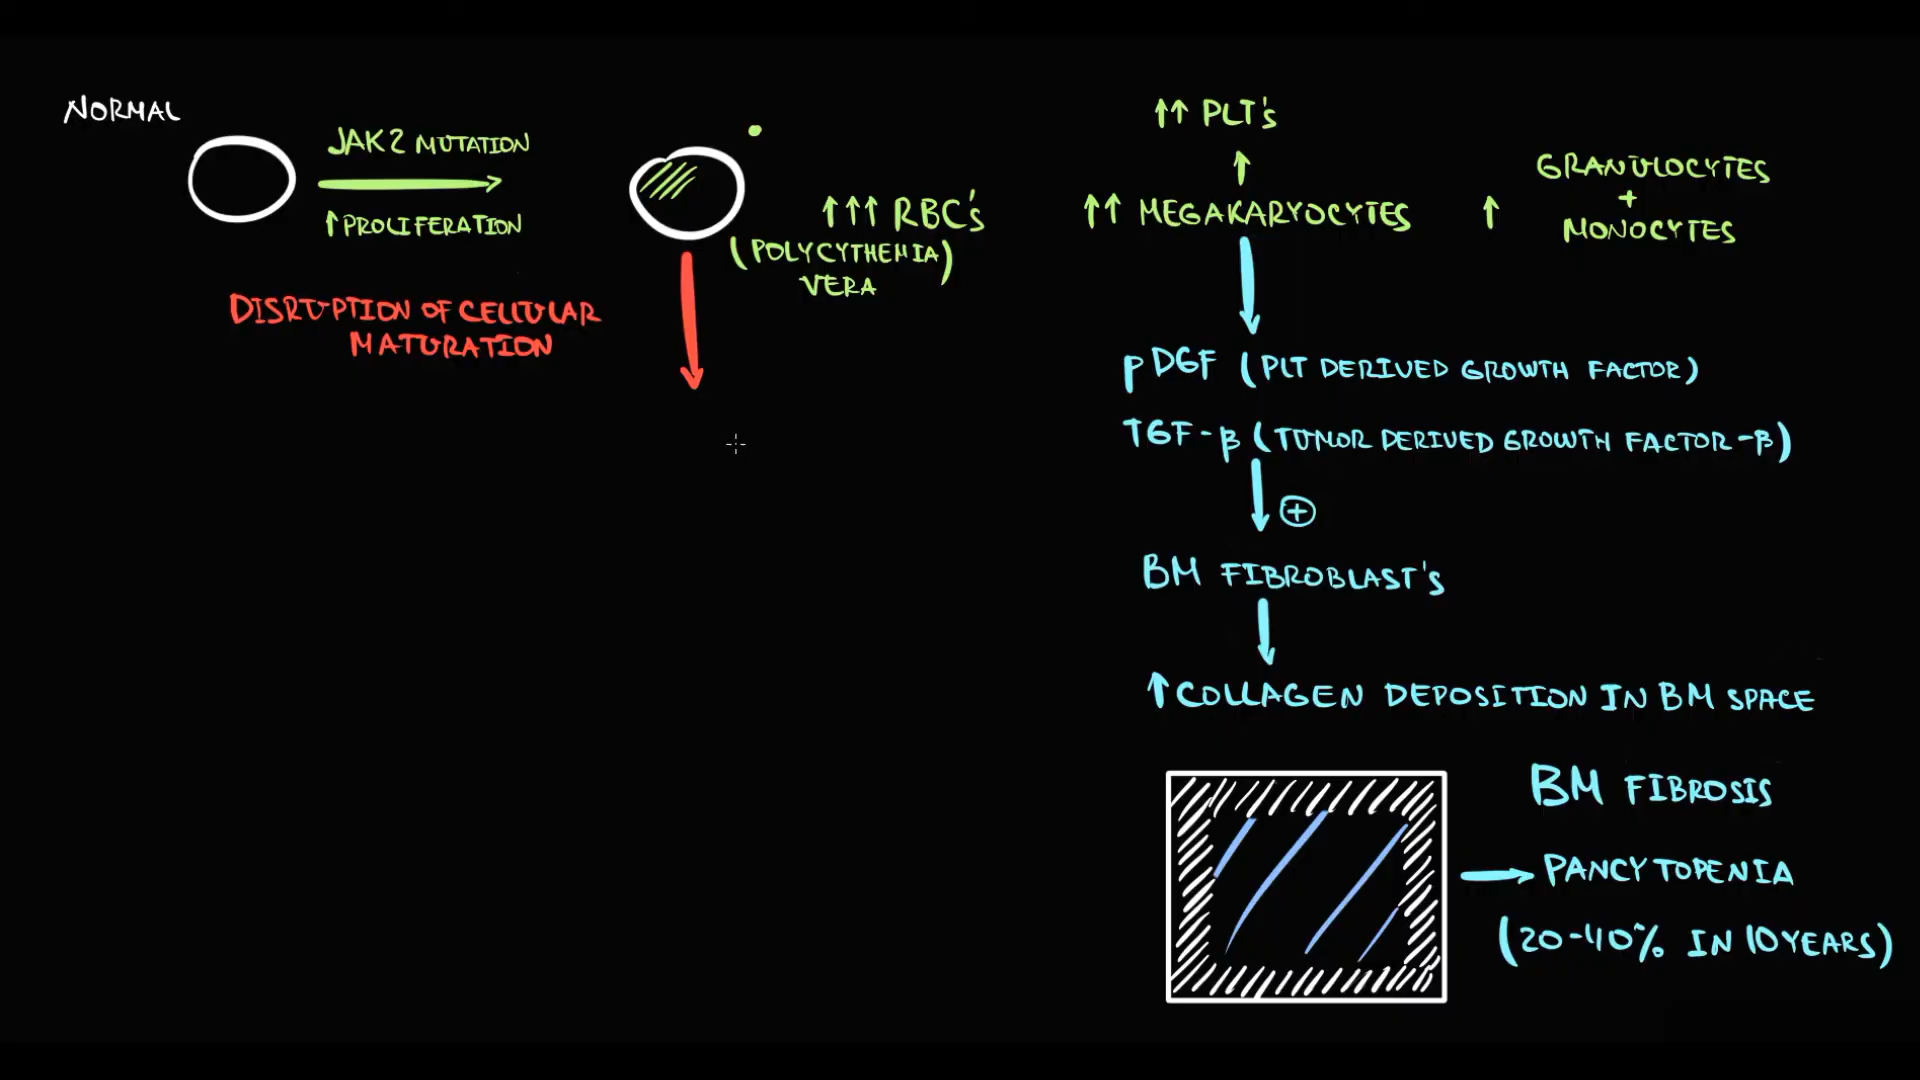 NORMAL
JAK2 MUTATION
↑PROLIFERATION
DISRUPTION OF CELLULAR
MATURATION
↑↑↑ RBC's
(POLYCYTHEMIA)
VERA
↑↑ PLT's
↑↑ MEGAKARYOCYTES
↑
GRANULOCYTES
+
MONOCYTES
PDGF (PLT DERIVED GROWTH FACTOR)
TGF-β (TUMOR DERIVED GROWTH FACTOR-β)
+
BM FIBROBLAST's
↑COLLAGEN DEPOSITION IN BM SPACE
BM FIBROSIS
PANCYTOPENIA
(20-40% IN 10 YEARS)